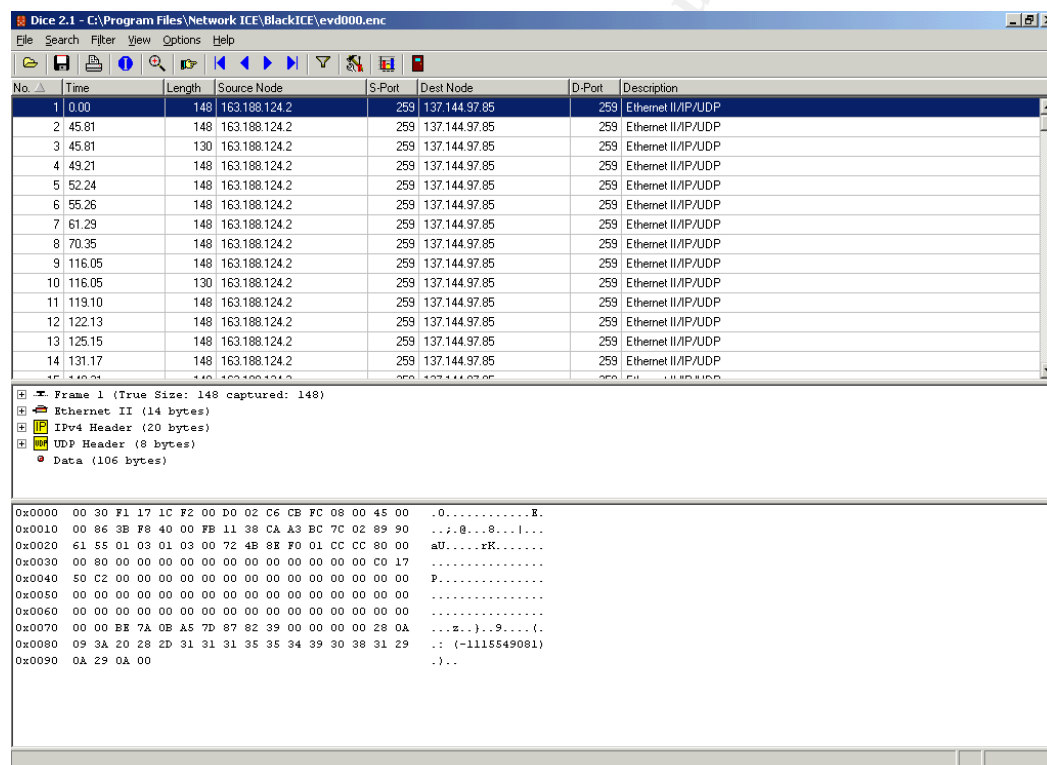 Dice 2.1 - C:\Program Files\Network ICE\BlackICE\evd000.enc
File Search Filter View Options Help
No. Time Length Source Node S-Port Dest Node D-Port Description
1 0.00 148 163.188.124.2 259 137.144.97.85 259 Ethernet II/IP/UDP
2 45.81 148 163.188.124.2 259 137.144.97.85 259 Ethernet II/IP/UDP
3 45.81 130 163.188.124.2 259 137.144.97.85 259 Ethernet II/IP/UDP
4 49.21 148 163.188.124.2 259 137.144.97.85 259 Ethernet II/IP/UDP
5 52.24 148 163.188.124.2 259 137.144.97.85 259 Ethernet II/IP/UDP
6 55.26 148 163.188.124.2 259 137.144.97.85 259 Ethernet II/IP/UDP
7 61.29 148 163.188.124.2 259 137.144.97.85 259 Ethernet II/IP/UDP
8 70.35 148 163.188.124.2 259 137.144.97.85 259 Ethernet II/IP/UDP
9 116.05 148 163.188.124.2 259 137.144.97.85 259 Ethernet II/IP/UDP
10 116.05 130 163.188.124.2 259 137.144.97.85 259 Ethernet II/IP/UDP
11 119.10 148 163.188.124.2 259 137.144.97.85 259 Ethernet II/IP/UDP
12 122.13 148 163.188.124.2 259 137.144.97.85 259 Ethernet II/IP/UDP
13 125.15 148 163.188.124.2 259 137.144.97.85 259 Ethernet II/IP/UDP
14 131.17 148 163.188.124.2 259 137.144.97.85 259 Ethernet II/IP/UDP
Frame 1 (True Size: 148 captured: 148)
Ethernet II (14 bytes)
IP IPv4 Header (20 bytes)
UDP UDP Header (8 bytes)
Data (106 bytes)
0x0000 00 30 F1 17 1C F2 00 D0 02 C6 CB FC 08 00 45 00 .0............E.
0x0010 00 86 3B F8 40 00 FB 11 38 CA A3 BC 7C 02 89 90 ..;.@...8...|...
0x0020 61 55 01 03 01 03 00 72 4B 8E F0 01 CC CC 80 00 aU.....rK.......
0x0030 00 80 00 00 00 00 00 00 00 00 00 00 00 00 C0 17 ................
0x0040 50 C2 00 00 00 00 00 00 00 00 00 00 00 00 00 00 P...............
0x0050 00 00 00 00 00 00 00 00 00 00 00 00 00 00 00 00 ................
0x0060 00 00 00 00 00 00 00 00 00 00 00 00 00 00 00 00 ................
0x0070 00 00 BE 7A 0B A5 7D 87 82 39 00 00 00 00 28 0A ...z..}..9....(.
0x0080 09 3A 20 28 2D 31 31 31 35 35 34 39 30 38 31 29 .: (-1115549081)
0x0090 0A 29 0A 00 .)..